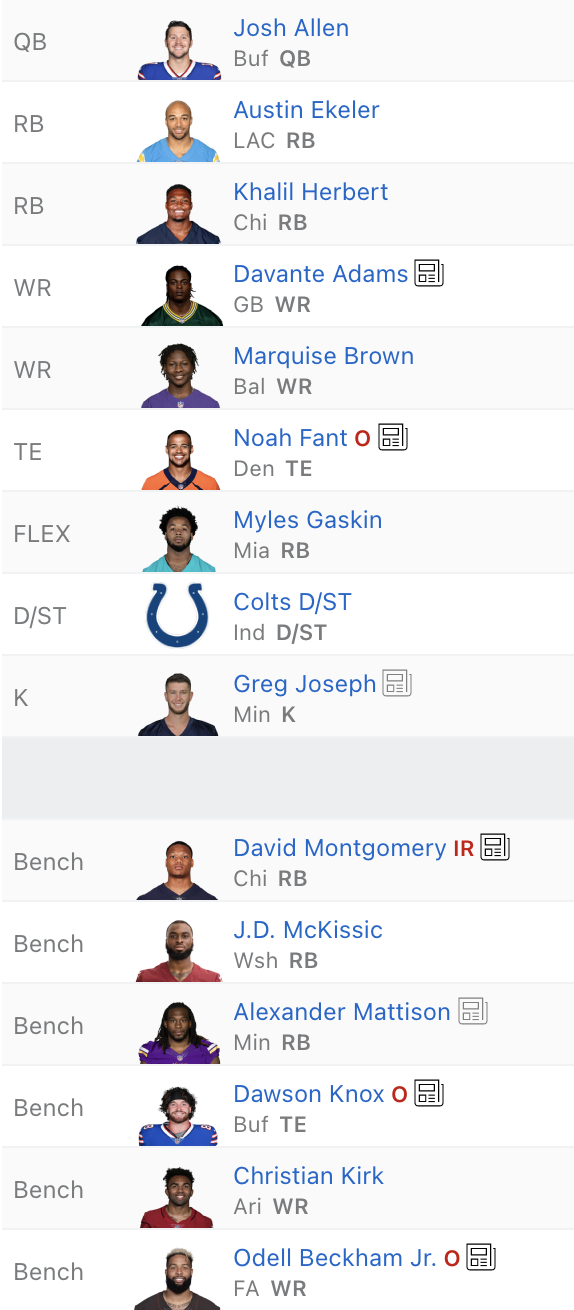 QB
Josh Allen
Buf QB
RB
Austin Ekeler
LAC RB
RB
Khalil Herbert
Chi RB
WR
Davante Adams
GB WR
WR
Marquise Brown
Bal WR
TE
Noah Fant O
Den TE
FLEX
Myles Gaskin
Mia RB
D/ST
Colts D/ST
Ind D/ST
K
Greg Joseph
Min K
Bench
David Montgomery IR
Chi RB
Bench
J.D. McKissic
Wsh RB
Bench
Alexander Mattison
Min RB
Bench
Dawson Knox O
Buf TE
Bench
Christian Kirk
Ari WR
Bench
Odell Beckham Jr. O
FA WR